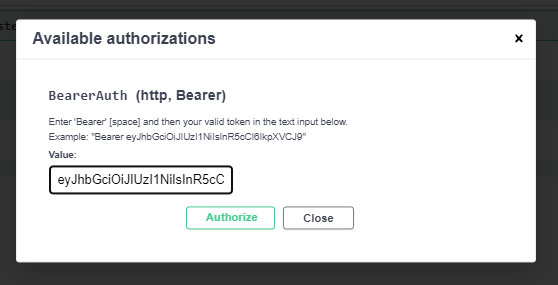 Available authorizations
×
BearerAuth (http, Bearer)
Enter 'Bearer' [space] and then your valid token in the text input below.
Example: "Bearer eyJhbGciOiJIUzI1NiIsInR5cCI6IkpXVCJ9"
Value:
eyJhbGciOiJIUzI1NiIsInR5cC
Authorize Close